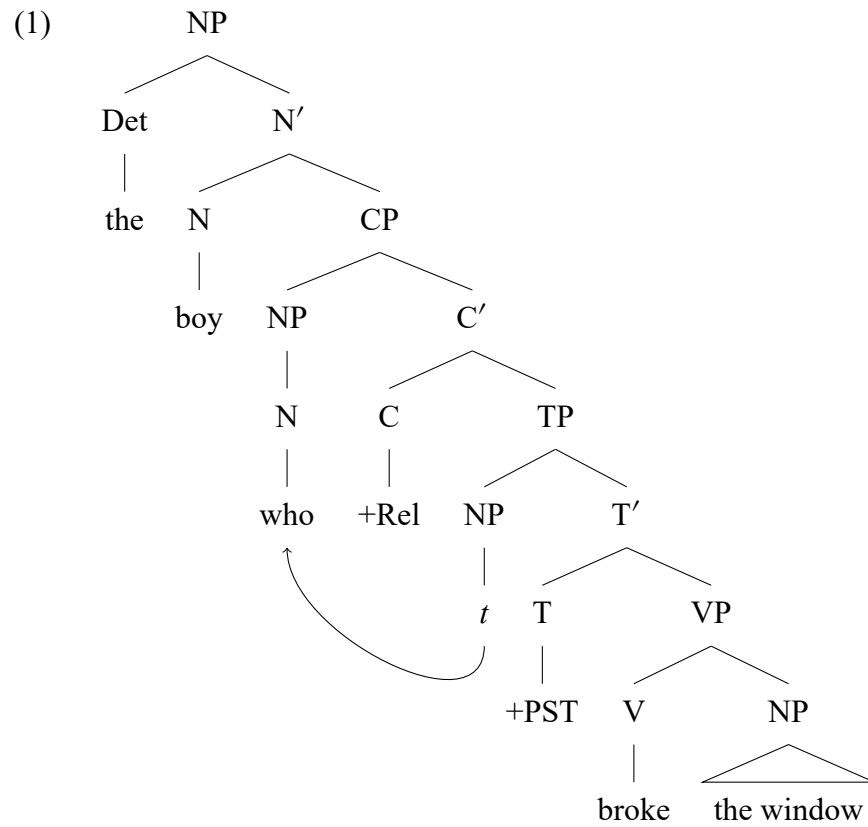 (1) NP
Det N′
the N CP
boy NP C′
N C TP
who +Rel NP T′
t T VP
+PST V NP
broke the window